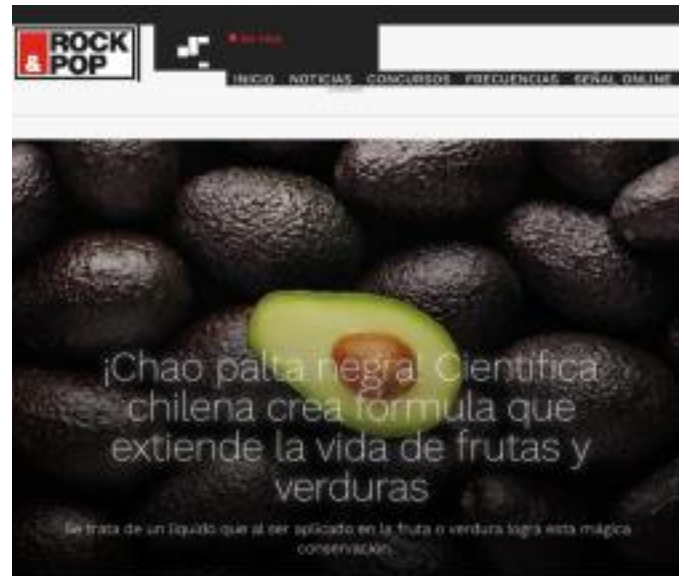 ROCK
& POP
INICIO NOTICIAS CONCURSOS FRECUENCIAS SEÑAL ONLINE
¡Chao palta negra! Científica
chilena crea fórmula que
extiende la vida de frutas y
verduras
Se trata de un líquido que al ser aplicado en la fruta o verdura logra esta mágica
conservación.